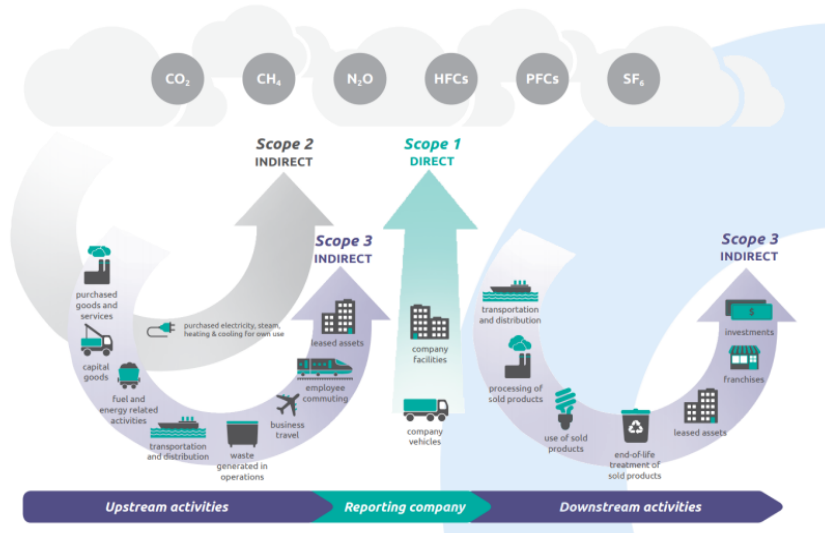 CO₂
CH₄
N₂O
HFCs
PFCs
SF₆
Scope 2
INDIRECT
Scope 1
DIRECT
Scope 3
INDIRECT
Scope 3
INDIRECT
purchased
goods and
services
capital
goods
fuel and
energy related
activities
transportation
and distribution
waste
generated in
operations
business
travel
employee
commuting
leased assets
purchased electricity, steam,
heating & cooling for own use
company
facilities
company
vehicles
transportation
and distribution
processing of
sold products
use of sold
products
end-of-life
treatment of
sold products
leased assets
franchises
investments
$
Upstream activities
Reporting company
Downstream activities